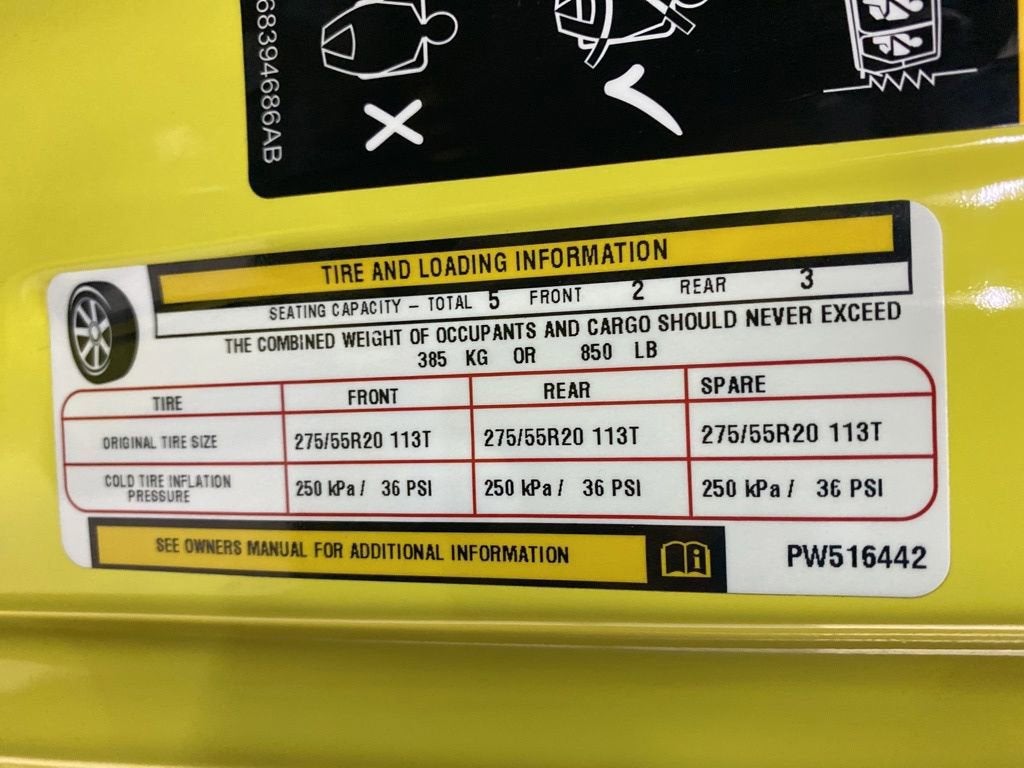 68394686AB
TIRE AND LOADING INFORMATION
SEATING CAPACITY – TOTAL 5 FRONT 2 REAR 3
THE COMBINED WEIGHT OF OCCUPANTS AND CARGO SHOULD NEVER EXCEED
385 KG OR 850 LB
TIRE FRONT REAR SPARE
ORIGINAL TIRE SIZE 275/55R20 113T 275/55R20 113T 275/55R20 113T
COLD TIRE INFLATION
PRESSURE 250 kPa / 36 PSI 250 kPa / 36 PSI 250 kPa / 36 PSI
SEE OWNERS MANUAL FOR ADDITIONAL INFORMATION
PW516442